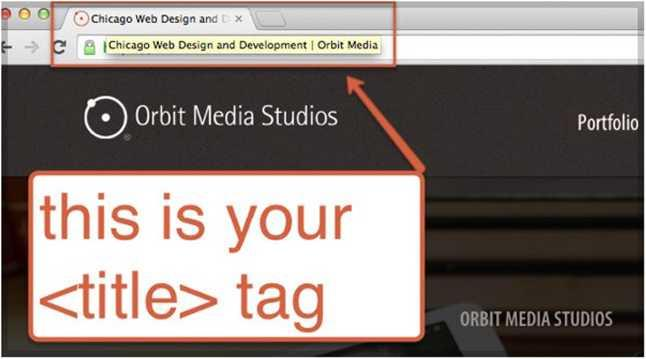 Chicago Web Design and D
Chicago Web Design and Development | Orbit Media
Orbit Media Studios
Portfolio
this is your
<title> tag
ORBIT MEDIA STUDIOS